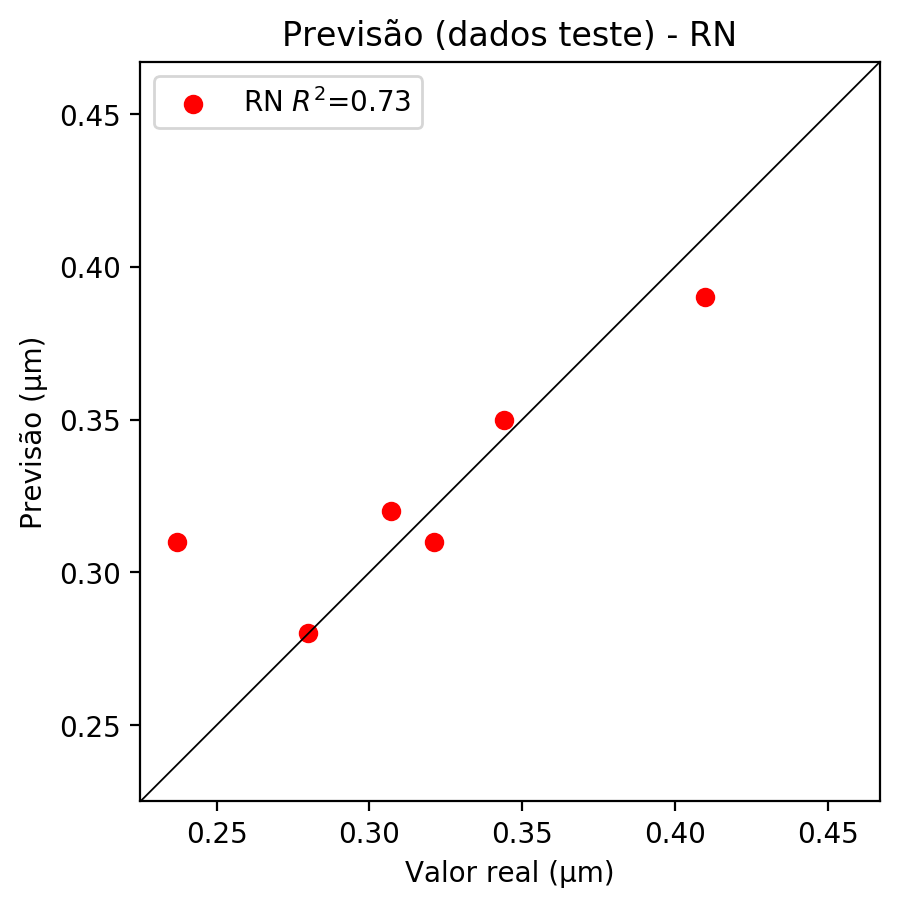 Previsão (dados teste) - RN
RN R²=0.73
0.45
0.40
0.35
0.30
0.25
Previsão (µm)
0.25 0.30 0.35 0.40 0.45
Valor real (µm)